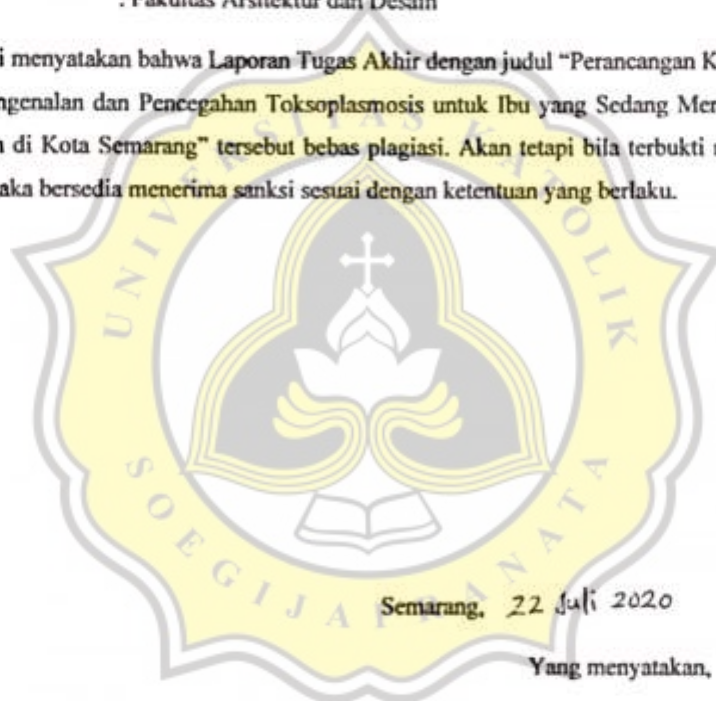 : Fakultas Arsitektur dan Desain
i menyatakan bahwa Laporan Tugas Akhir dengan judul “Perancangan K
ngenalan dan Pencegahan Toksoplasmosis untuk Ibu yang Sedang Mer
di Kota Semarang” tersebut bebas plagiasi. Akan tetapi bila terbukti
aka bersedia menerima sanksi sesuai dengan ketentuan yang berlaku.
UNIVERSITAS KATOLIK
SOEGIJAPRANATA
Semarang, 22 Juli 2020
Yang menyatakan,